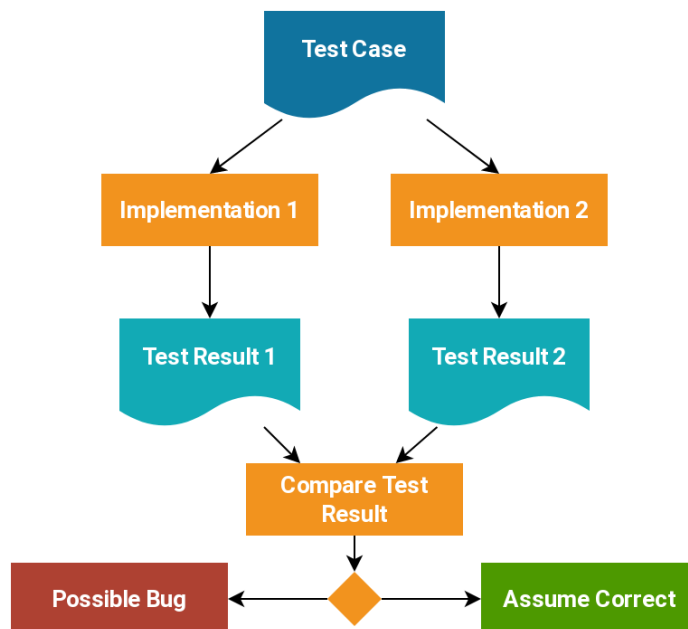 Test Case
Implementation 1
Implementation 2
Test Result 1
Test Result 2
Compare Test
Result
Possible Bug
Assume Correct